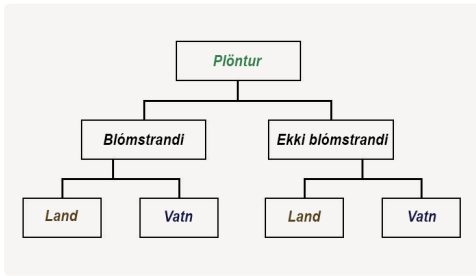 Plöntur
Blómstrandi
Ekki blómstrandi
Land
Vatn
Land
Vatn